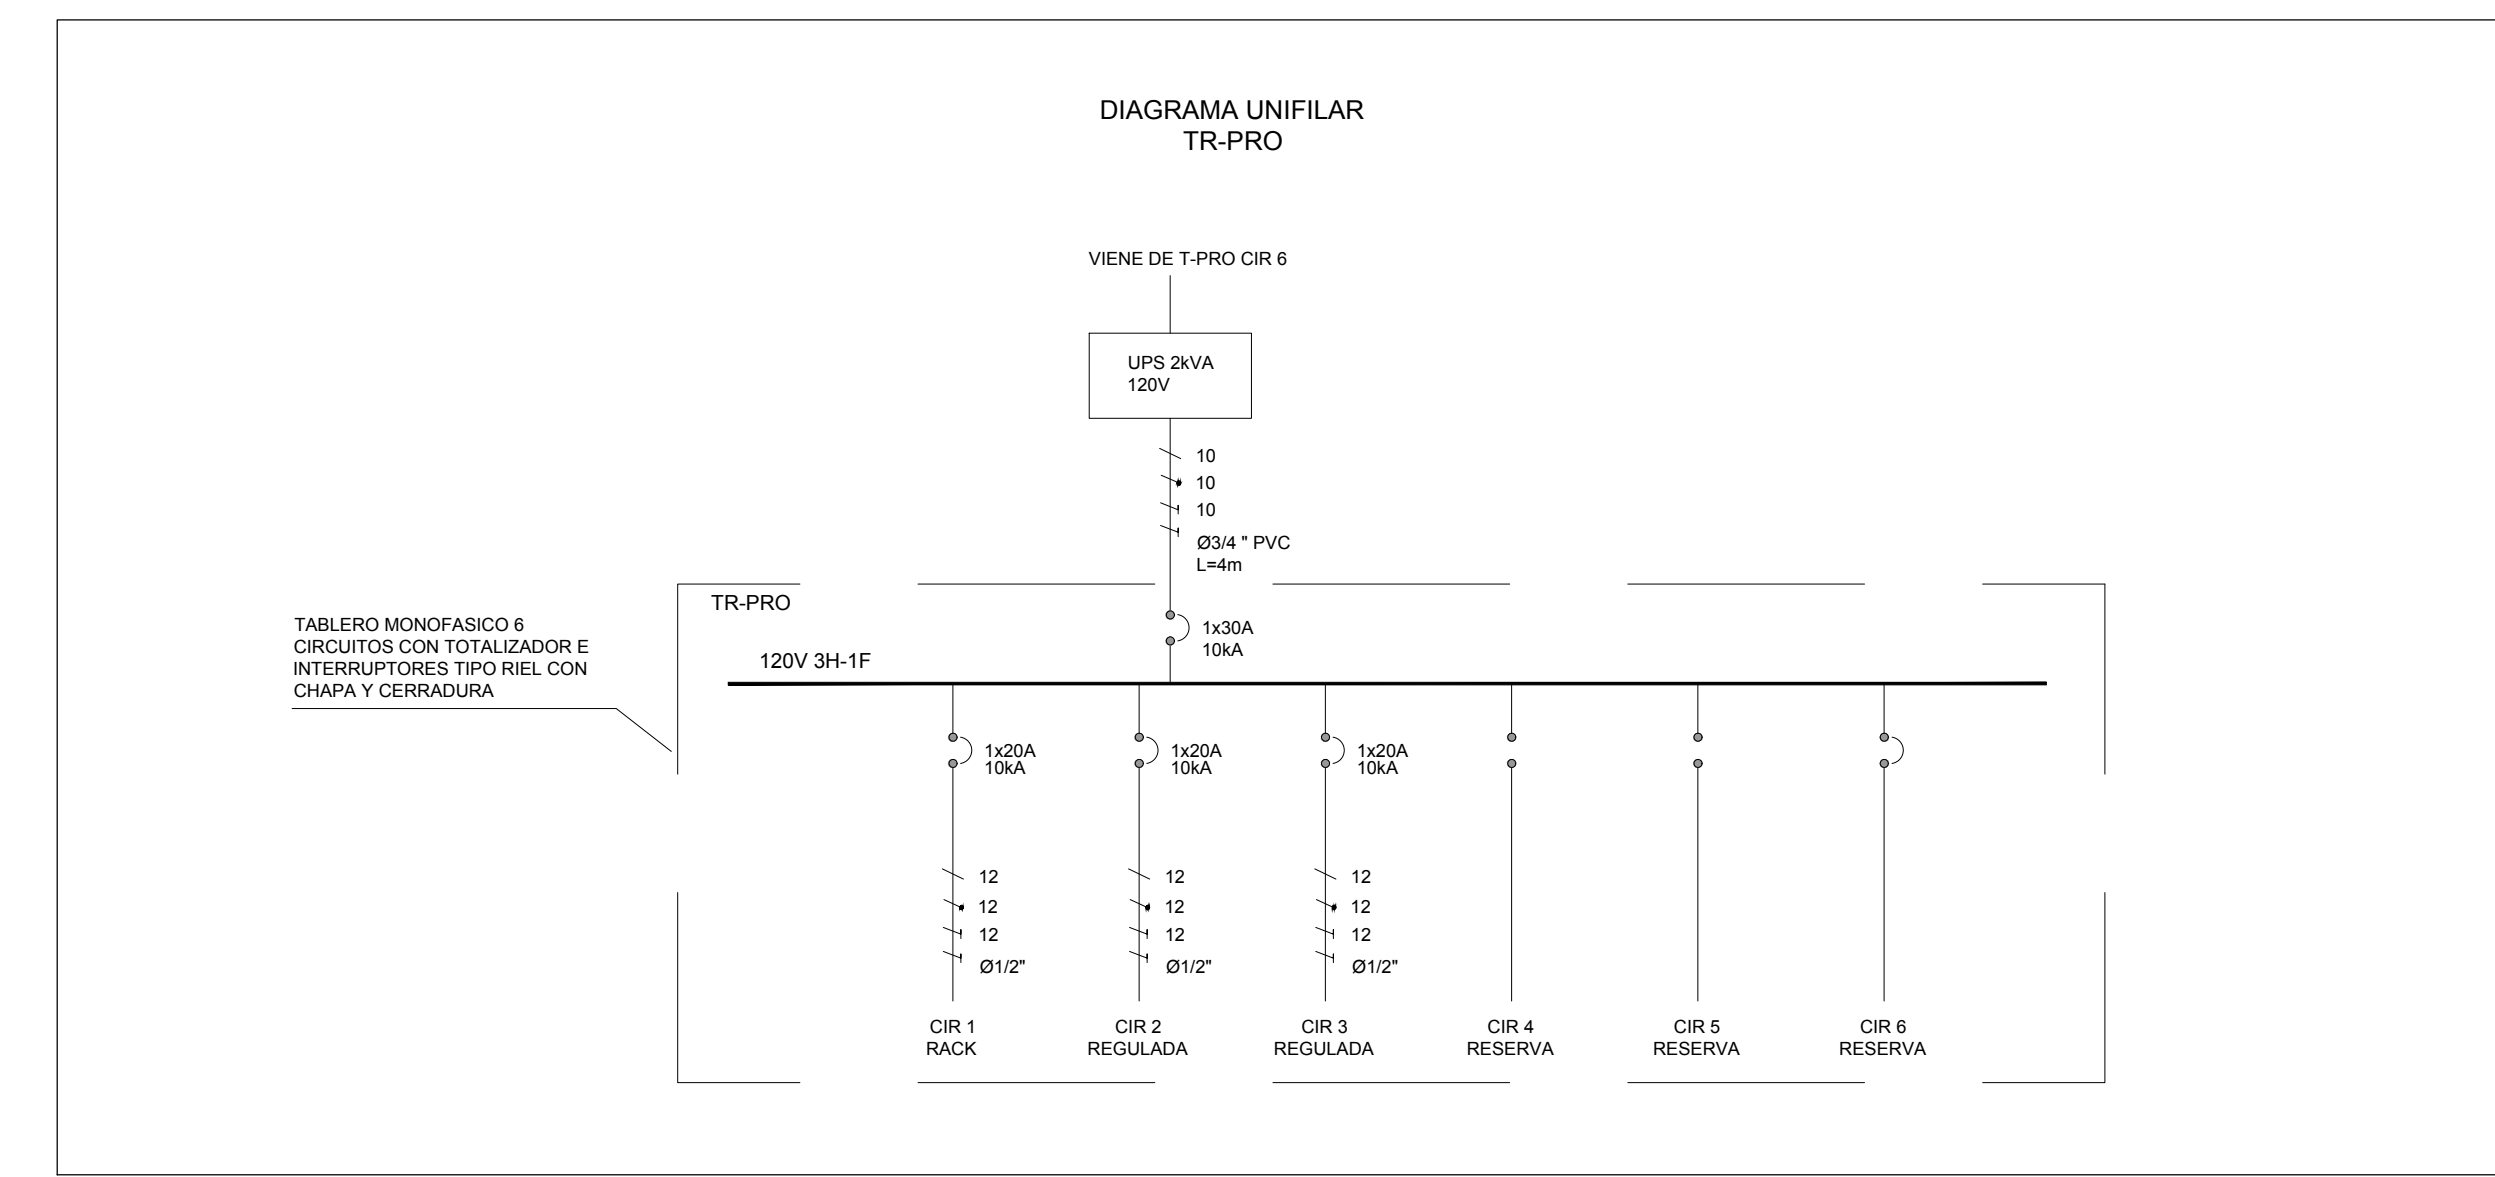 DIAGRAMA UNIFILAR
TR-PRO
VIENE DE T-PRO CIR 6
UPS 2kVA
120V
10
10
10
Ø3/4 " PVC
L=4m
TR-PRO
TABLERO MONOFASICO 6
CIRCUITOS CON TOTALIZADOR E
INTERRUPTORES TIPO RIEL CON
CHAPA Y CERRADURA
1x30A
10kA
120V 3H-1F
1x20A
10kA
1x20A
10kA
1x20A
10kA
12
12
12
Ø1/2"
12
12
12
Ø1/2"
12
12
12
Ø1/2"
CIR 1
RACK
CIR 2
REGULADA
CIR 3
REGULADA
CIR 4
RESERVA
CIR 5
RESERVA
CIR 6
RESERVA